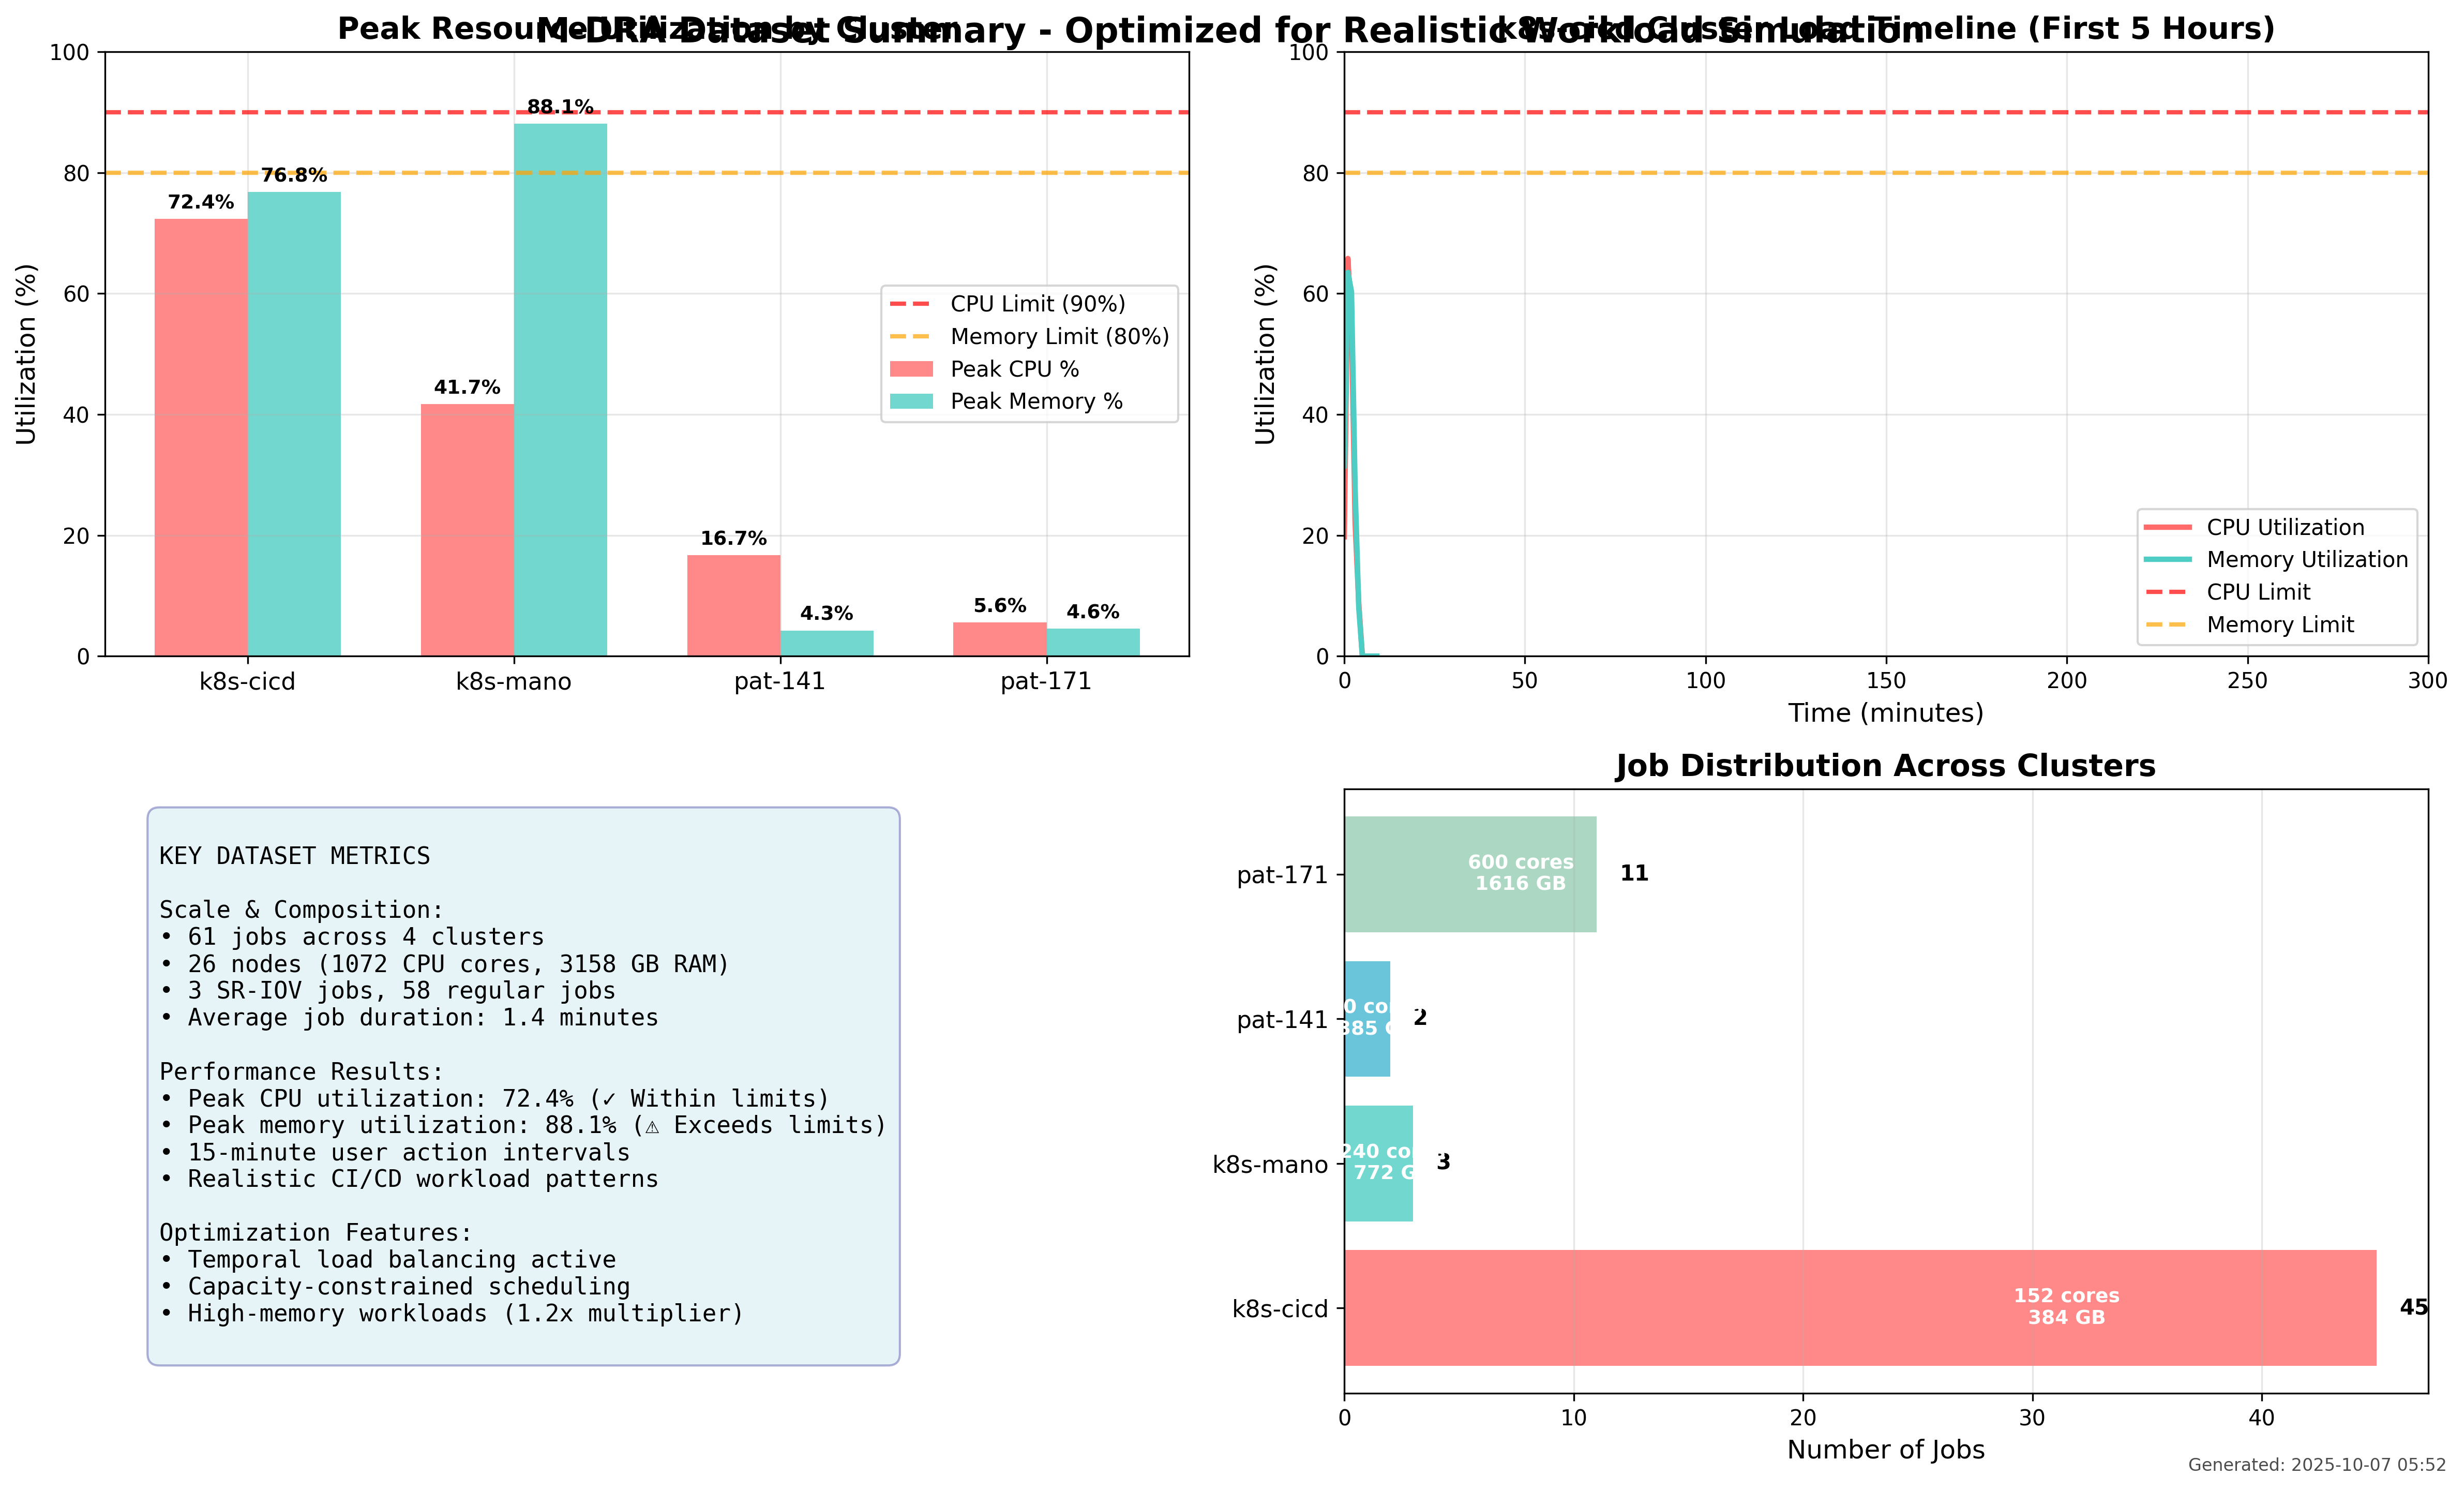 M-DRA Dataset Summary - Optimized for Realistic Workload Simulation
Peak Resource Utilization by Cluster
100
80
60
40
20
0
Utilization (%)
72.4%
76.8%
41.7%
88.1%
16.7%
4.3%
5.6%
4.6%
CPU Limit (90%)
Memory Limit (80%)
Peak CPU %
Peak Memory %
k8s-cicd
k8s-mano
pat-141
pat-171
k8s-cicd Cluster Load Timeline (First 5 Hours)
100
80
60
40
20
0
Utilization (%)
CPU Utilization
Memory Utilization
CPU Limit
Memory Limit
0
50
100
150
200
250
300
Time (minutes)
KEY DATASET METRICS
Scale & Composition:
• 61 jobs across 4 clusters
• 26 nodes (1072 CPU cores, 3158 GB RAM)
• 3 SR-IOV jobs, 58 regular jobs
• Average job duration: 1.4 minutes
Performance Results:
• Peak CPU utilization: 72.4% (✓ Within limits)
• Peak memory utilization: 88.1% (⚠ Exceeds limits)
• 15-minute user action intervals
• Realistic CI/CD workload patterns
Optimization Features:
• Temporal load balancing active
• Capacity-constrained scheduling
• High-memory workloads (1.2x multiplier)
Job Distribution Across Clusters
pat-171
600 cores
1616 GB
11
pat-141
2
k8s-mano
240
772
3
k8s-cicd
152 cores
384 GB
45
0
10
20
30
40
Number of Jobs
Generated: 2025-10-07 05:52